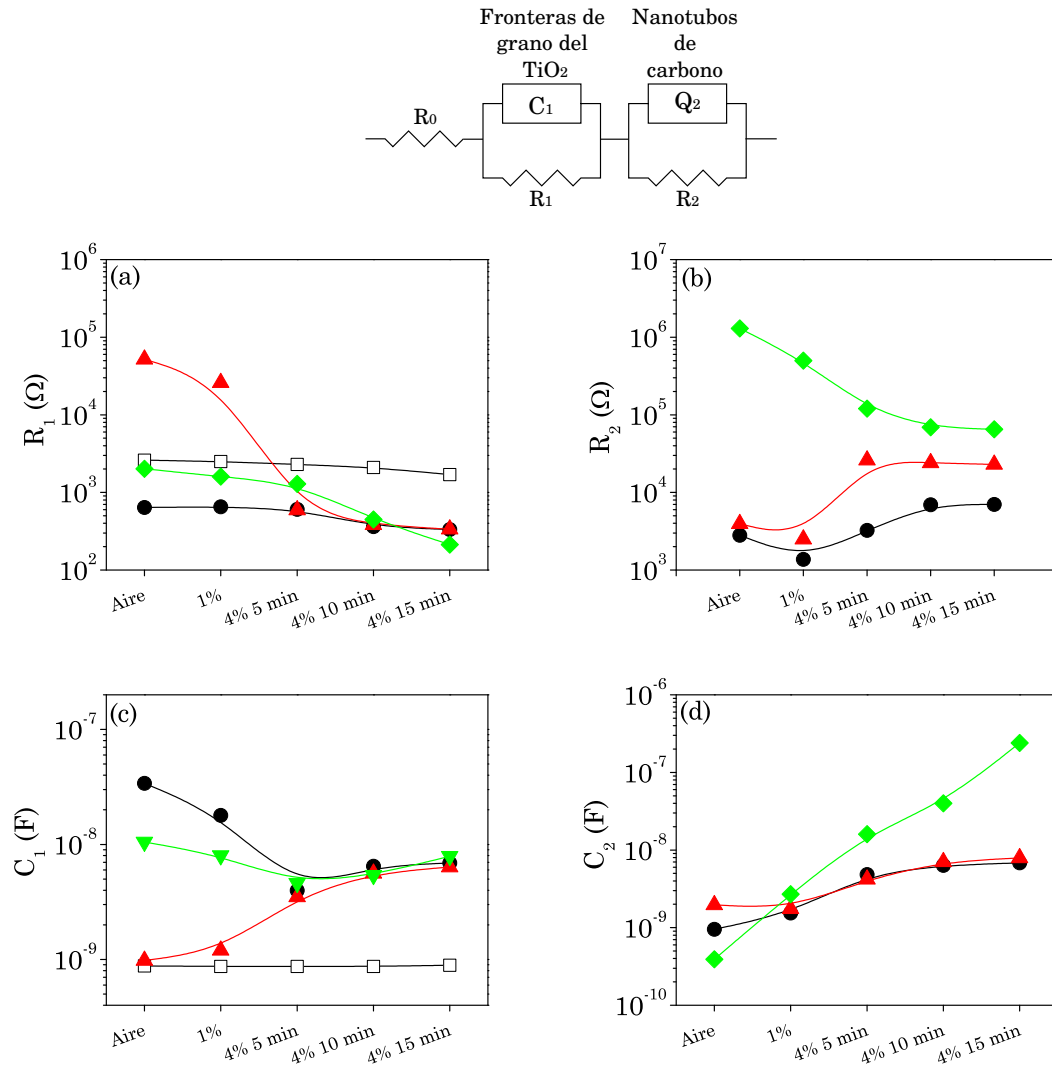 Fronteras de
grano del
TiO₂
Nanotubos
de
carbono
R₀
C₁
Q₂
R₁
R₂
(a)
10⁶
10⁵
10⁴
10³
10²
R₁ (Ω)
Aire
1%
4% 5 min
4% 10 min
4% 15 min
(b)
10⁷
10⁶
10⁵
10⁴
10³
R₂ (Ω)
Aire
1%
4% 5 min
4% 10 min
4% 15 min
(c)
10⁻⁷
10⁻⁸
10⁻⁹
C₁ (F)
Aire
1%
4% 5 min
4% 10 min
4% 15 min
(d)
10⁻⁶
10⁻⁷
10⁻⁸
10⁻⁹
10⁻¹⁰
C₂ (F)
Aire
1%
4% 5 min
4% 10 min
4% 15 min